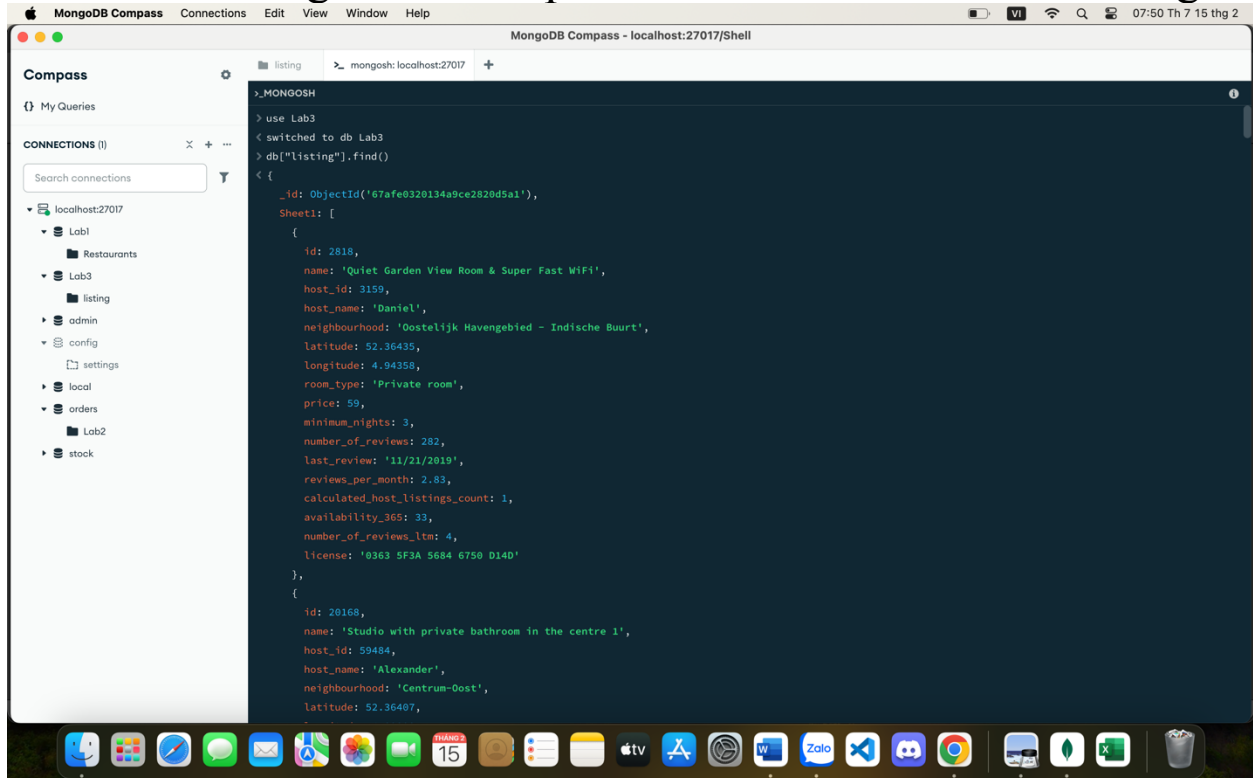 MongoDB Compass Connections Edit View Window Help VI 07:50 Th 7 15 thg 2
MongoDB Compass - localhost:27017/Shell
Compass
{} My Queries
CONNECTIONS (1)
Search connections
localhost:27017
Lab1
Restaurants
Lab3
listing
admin
config
settings
local
orders
Lab2
stock
listing >_ mongosh: localhost:27017 +
>_MONGOSH
> use Lab3
< switched to db Lab3
> db["listing"].find()
< {
_id: ObjectId('67afe0320134a9ce2820d5a1'),
Sheet1: [
{
id: 2818,
name: 'Quiet Garden View Room & Super Fast WiFi',
host_id: 3159,
host_name: 'Daniel',
neighbourhood: 'Oostelijk Havengebied - Indische Buurt',
latitude: 52.36435,
longitude: 4.94358,
room_type: 'Private room',
price: 59,
minimum_nights: 3,
number_of_reviews: 282,
last_review: '11/21/2019',
reviews_per_month: 2.83,
calculated_host_listings_count: 1,
availability_365: 33,
number_of_reviews_ltm: 4,
license: '0363 5F3A 5684 6750 D14D'
},
{
id: 20168,
name: 'Studio with private bathroom in the centre 1',
host_id: 59484,
host_name: 'Alexander',
neighbourhood: 'Centrum-Oost',
latitude: 52.36407,
THÁNG 2
15
tv
W
Zalo
X